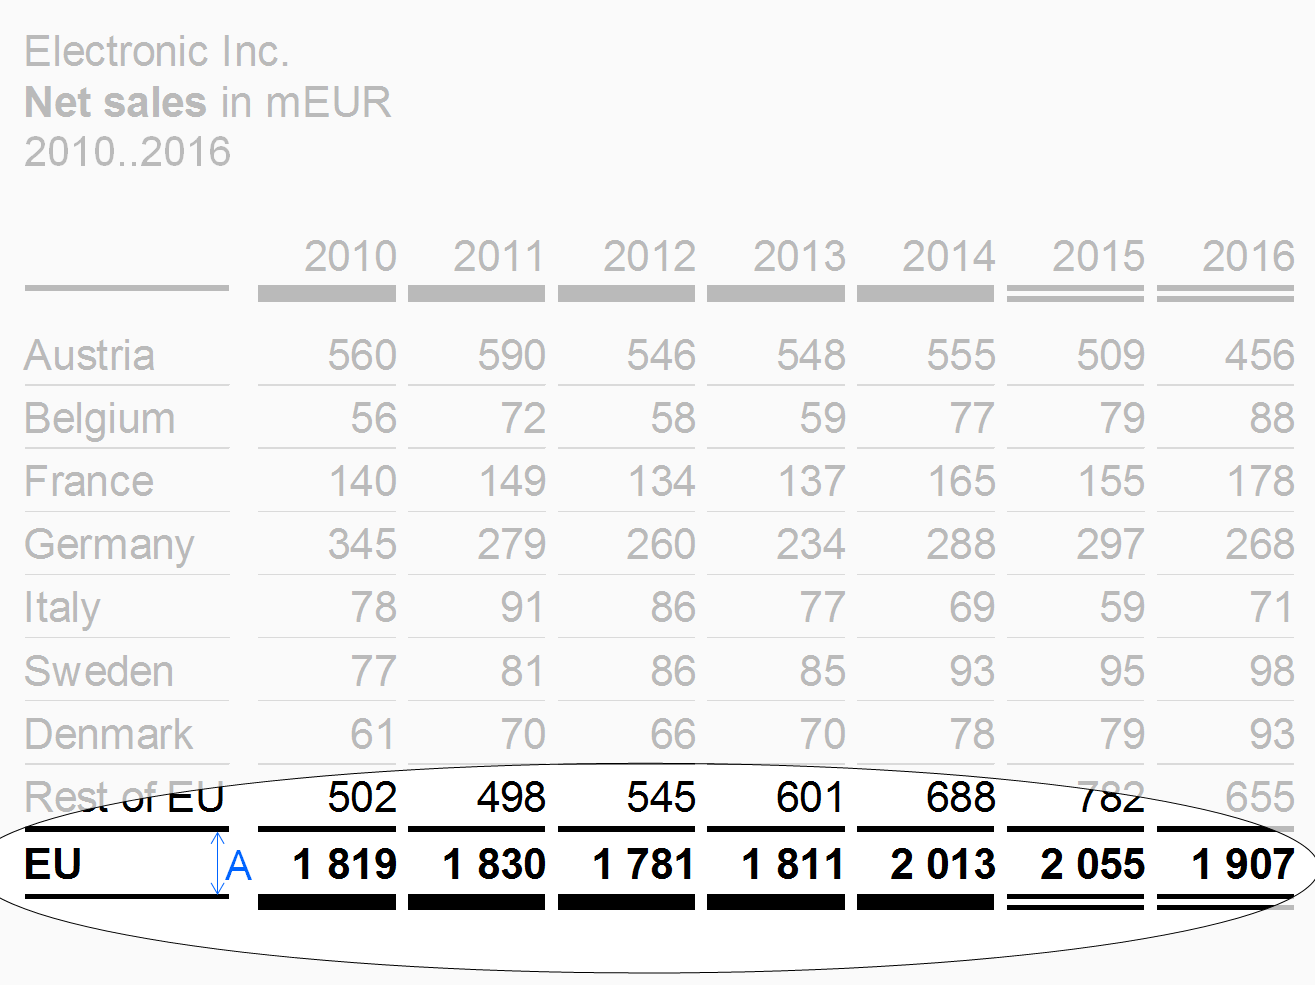 Electronic Inc.
Net sales in mEUR
2010..2016
2010 2011 2012 2013 2014 2015 2016
Austria 560 590 546 548 555 509 456
Belgium 56 72 58 59 77 79 88
France 140 149 134 137 165 155 178
Germany 345 279 260 234 288 297 268
Italy 78 91 86 77 69 59 71
Sweden 77 81 86 85 93 95 98
Denmark 61 70 66 70 78 79 93
Rest of EU 502 498 545 601 688 782 655
EU A 1 819 1 830 1 781 1 811 2 013 2 055 1 907